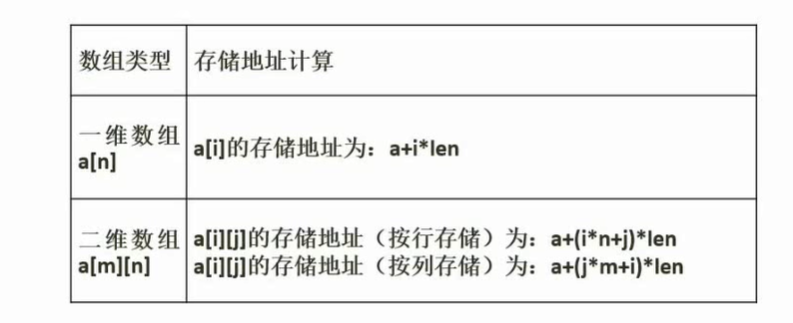 数组类型
存储地址计算
一维数组
a[n]
a[i]的存储地址为：a+i*len
二维数组
a[m][n]
a[i][j]的存储地址（按行存储）为：a+(i*n+j)*len
a[i][j]的存储地址（按列存储）为：a+(j*m+i)*len